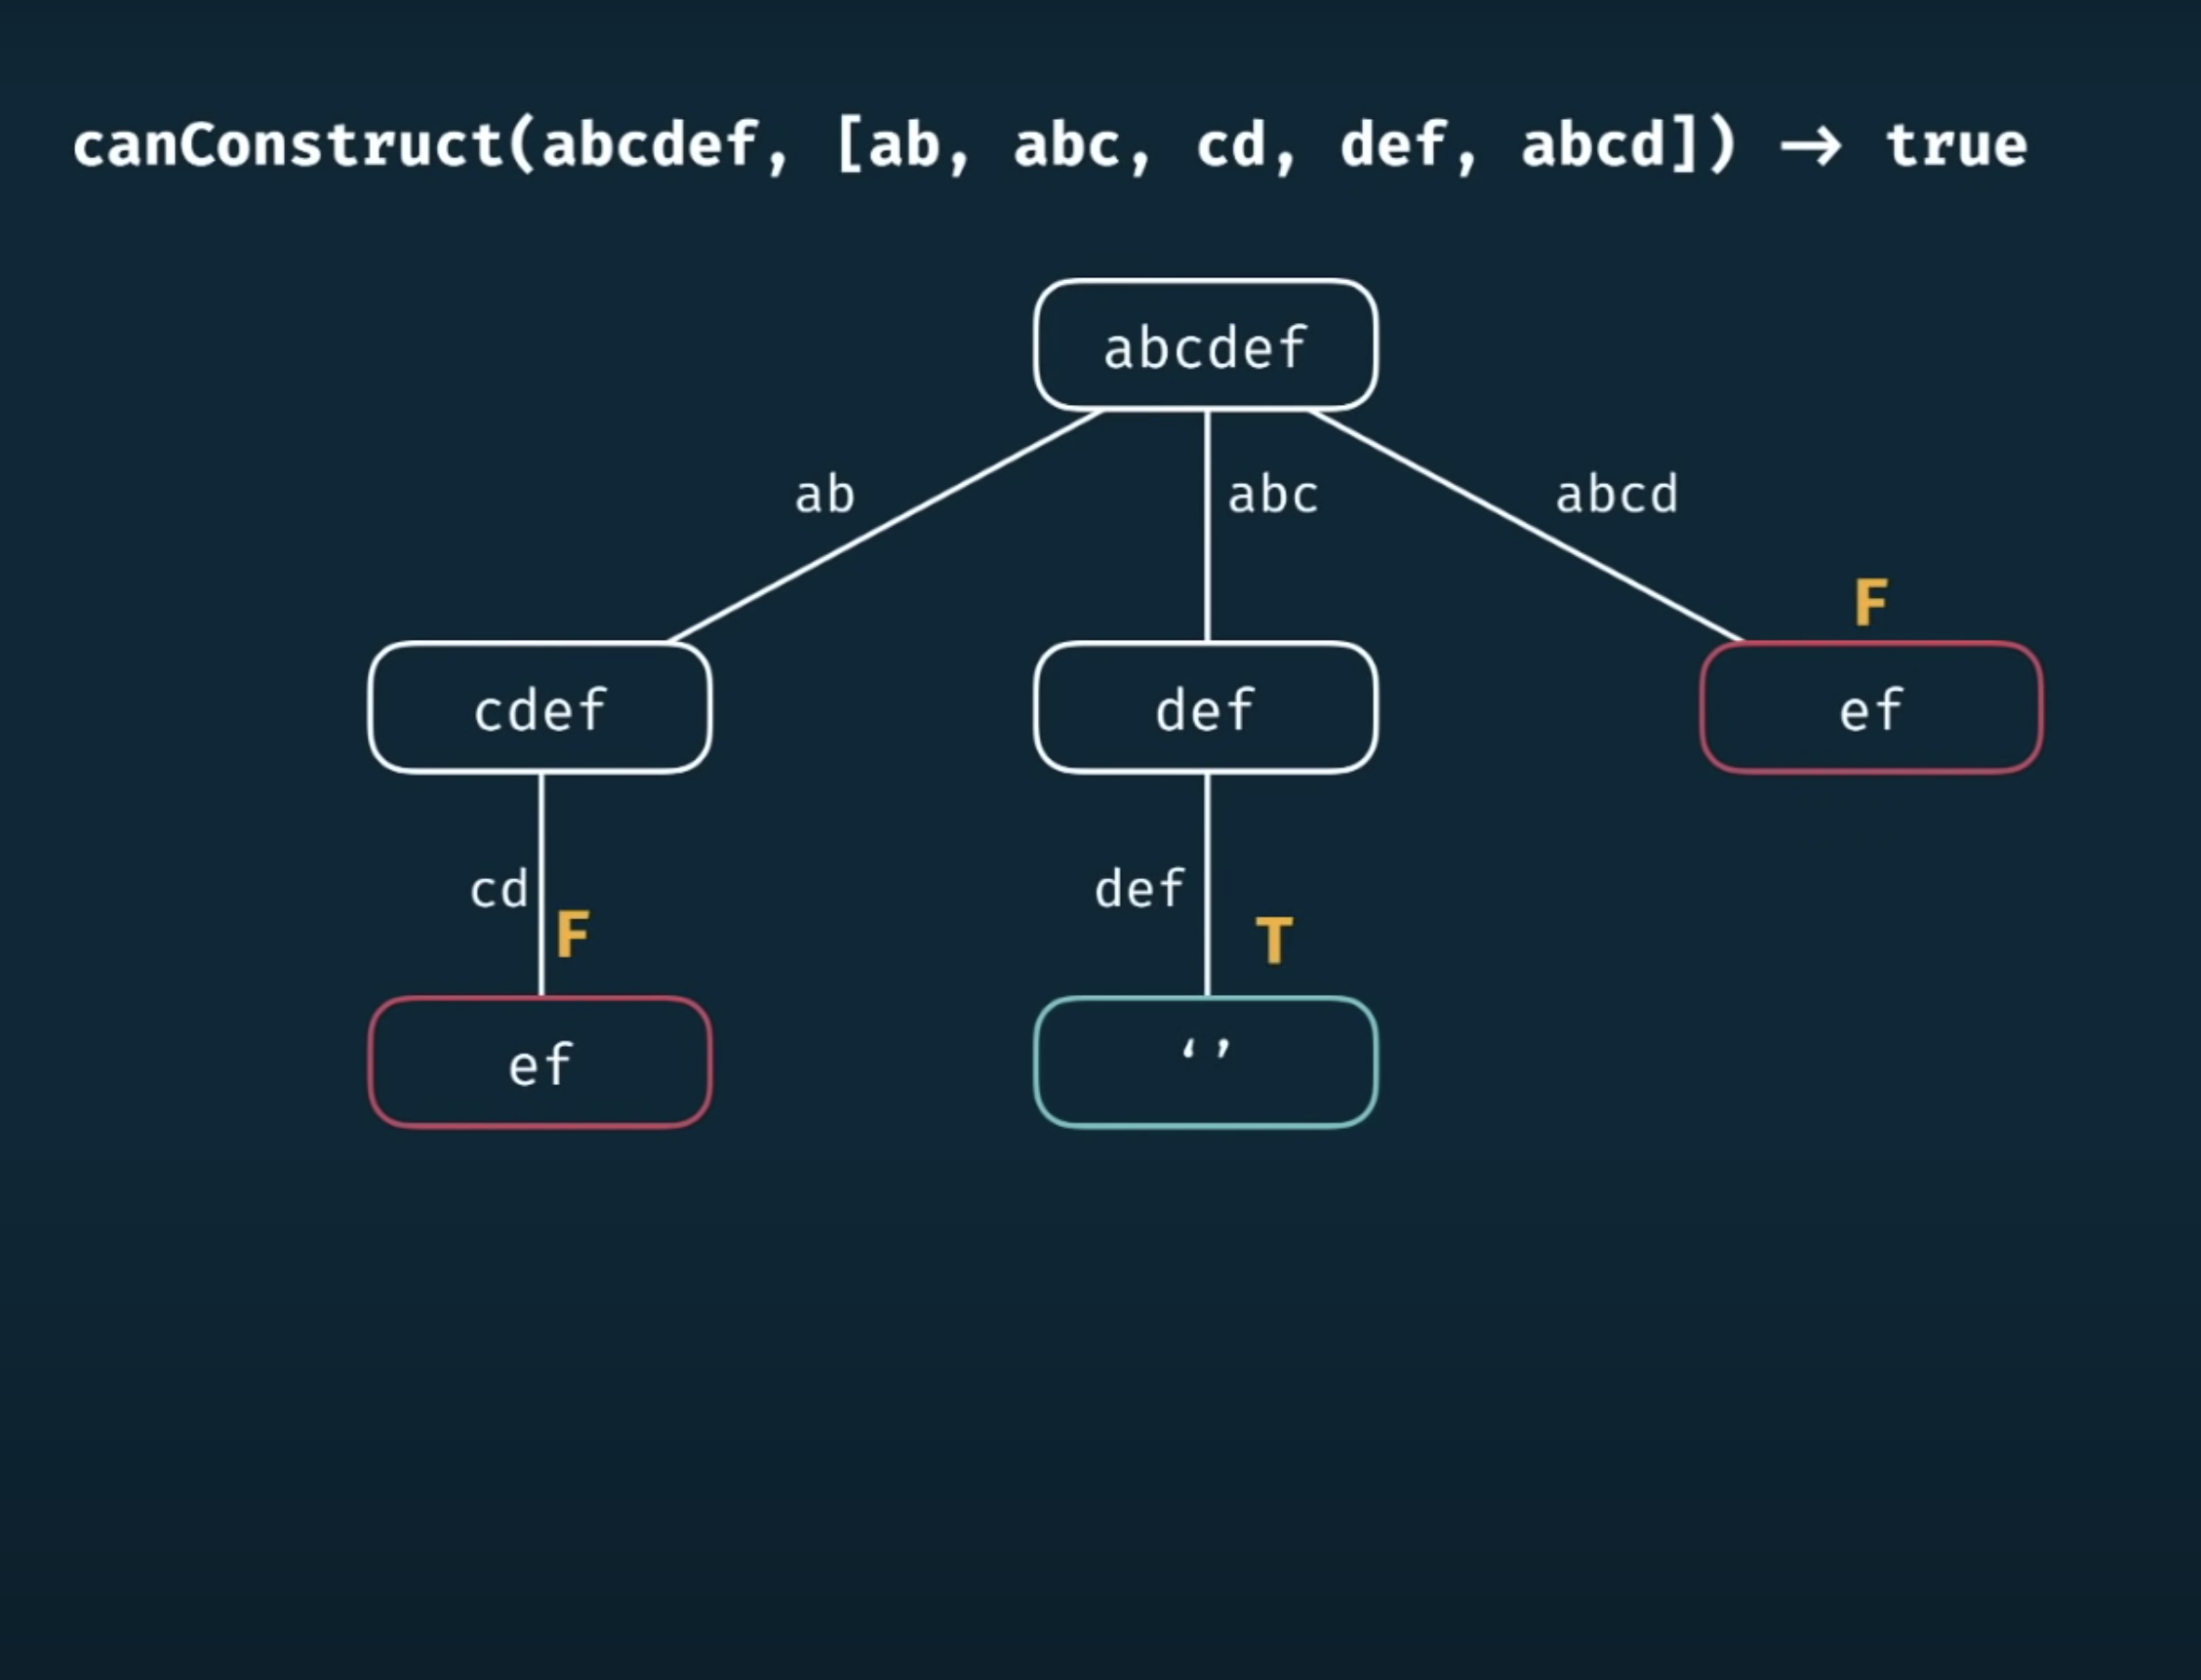 canConstruct(abcdef, [ab, abc, cd, def, abcd]) → true
abcdef
ab
abc
abcd
F
cdef
def
ef
cd
def
F
T
ef
‘’